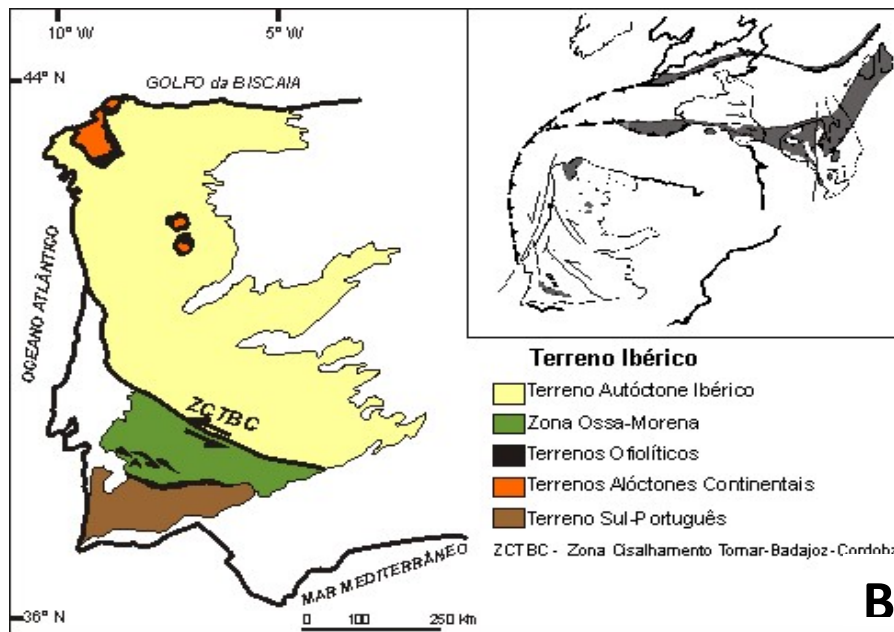 10° W
5° W
44° N
GOLFO da BISCAIA
OCEANO ATLÂNTICO
ZCTBC
MAR MEDITERRÂNEO
36° N
0 100 250 Km
Terreno Ibérico
Terreno Autóctone Ibérico
Zona Ossa-Morena
Terrenos Ofiolíticos
Terrenos Alóctones Continentais
Terreno Sul-Português
ZCTBC - Zona Cisalhamento Tomar-Badajoz-Cordoba
B